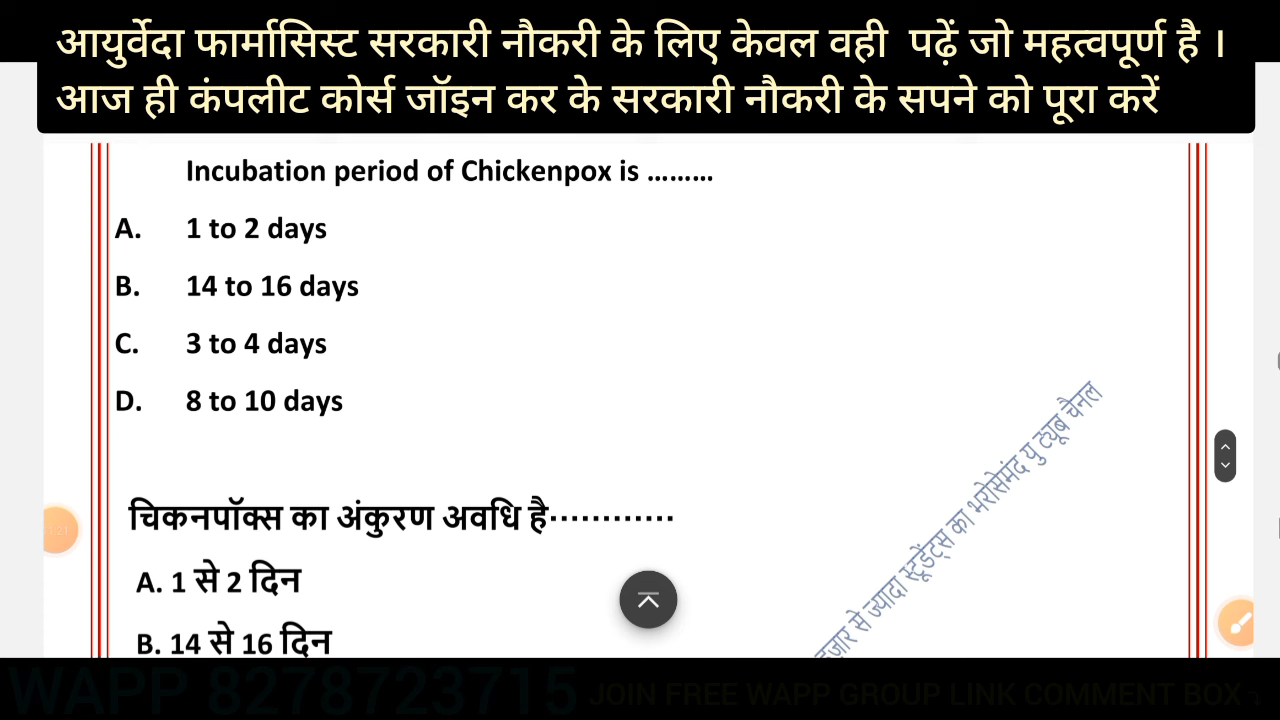 आयुर्वेदा फार्मासिस्ट सरकारी नौकरी के लिए केवल वही पढ़ें जो महत्वपूर्ण है ।
आज ही कंपलीट कोर्स जॉइन कर के सरकारी नौकरी के सपने को पूरा करें
Incubation period of Chickenpox is .........
A. 1 to 2 days
B. 14 to 16 days
C. 3 to 4 days
D. 8 to 10 days
चिकनपॉक्स का अंकुरण अवधि है............
A. 1 से 2 दिन
B. 14 से 16 दिन
से ज्यादा स्टूडेंट्स का भरोसेमंद यु ट्यूब चैनल
WAPP 8278723715 JOIN FREE WAPP GROUP LINK COMMENT BOX